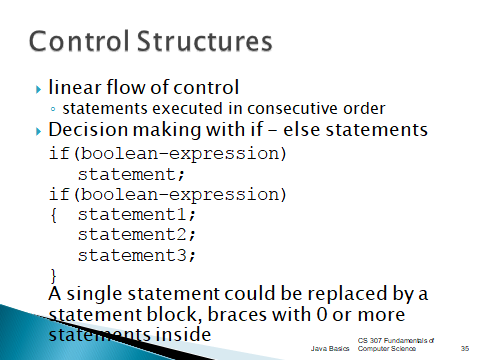 Control Structures
linear flow of control
statements executed in consecutive order
Decision making with if - else statements
if(boolean-expression)
statement;
if(boolean-expression)
{ statement1;
statement2;
statement3;
}
A single statement could be replaced by a
statement block, braces with 0 or more
statements inside
Java Basics
CS 307 Fundamentals of
Computer Science
35